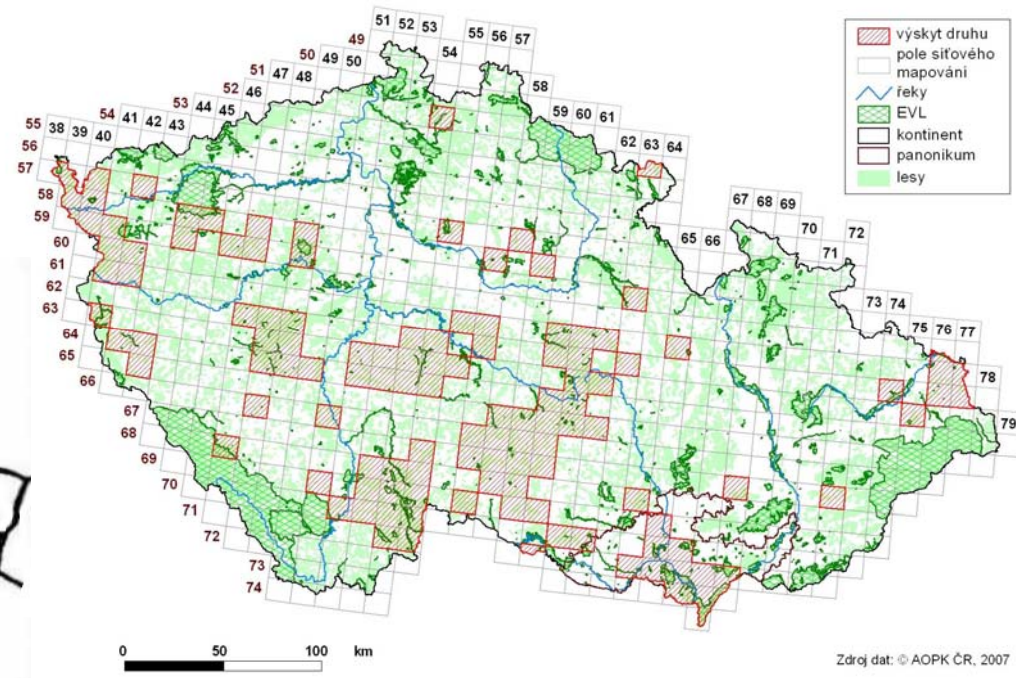 51 52 53
54
55 56 57
58
59 60 61
62 63 64
65 66
67 68 69
70
71
72
73 74
75 76 77
78
79
49
50 49 50
51 47 48
52 46
53 44 45
54 41 42 43
55 38 39 40
56
57
58
59
60
61
62
63
64
65
66
67
68
69
70
71
72
73
74
výskyt druhu
pole síťového
mapování
řeky
EVL
kontinent
panonikum
lesy
0 50 100 km
Zdroj dat: © AOPK ČR, 2007